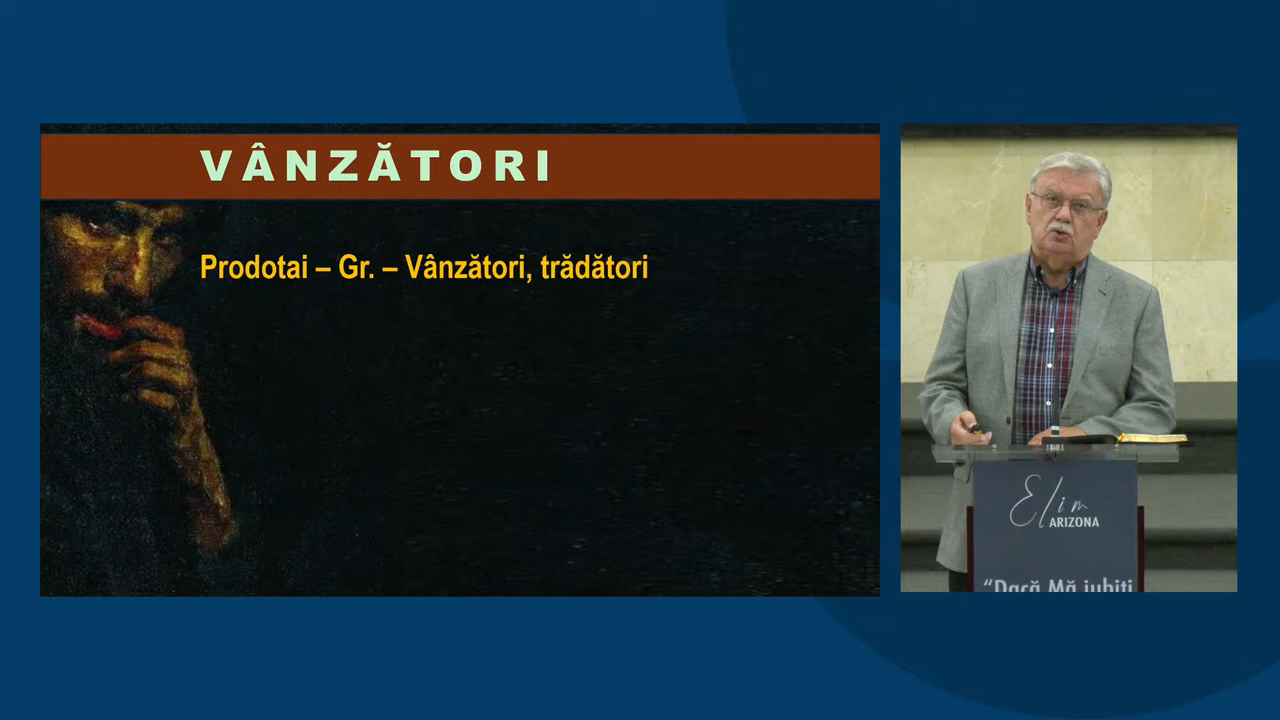 VÂNZĂTORI
Prodotai – Gr. – Vânzători, trădători
Elim
ARIZONA
“Dacă Mă iubiți